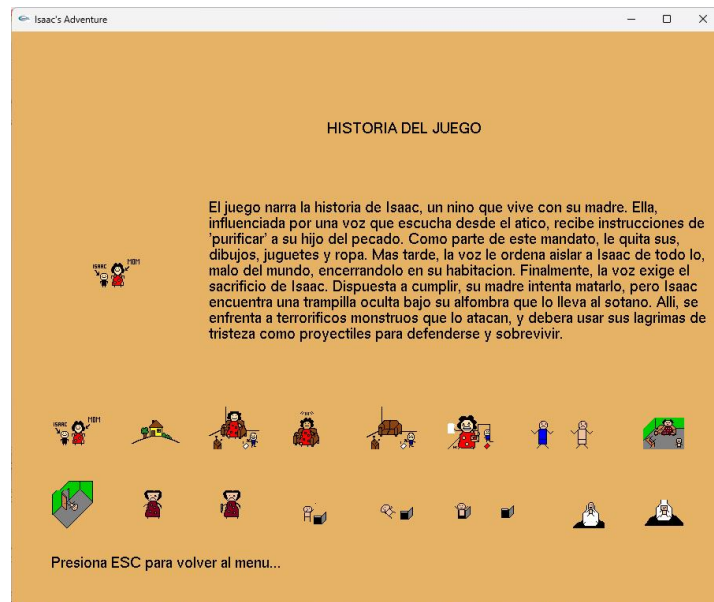 Isaac's Adventure
HISTORIA DEL JUEGO
El juego narra la historia de Isaac, un nino que vive con su madre. Ella,
influenciada por una voz que escucha desde el atico, recibe instrucciones de
'purificar' a su hijo del pecado. Como parte de este mandato, le quita sus,
dibujos, juguetes y ropa. Mas tarde, la voz le ordena aislar a Isaac de todo lo,
malo del mundo, encerrandolo en su habitacion. Finalmente, la voz exige el
sacrificio de Isaac. Dispuesta a cumplir, su madre intenta matarlo, pero Isaac
encuentra una trampilla oculta bajo su alfombra que lo lleva al sotano. Alli, se
enfrenta a terrorificos monstruos que lo atacan, y debera usar sus lagrimas de
tristeza como proyectiles para defenderse y sobrevivir.
ISAAC MOM
ISAAC MOM
Presiona ESC para volver al menu...